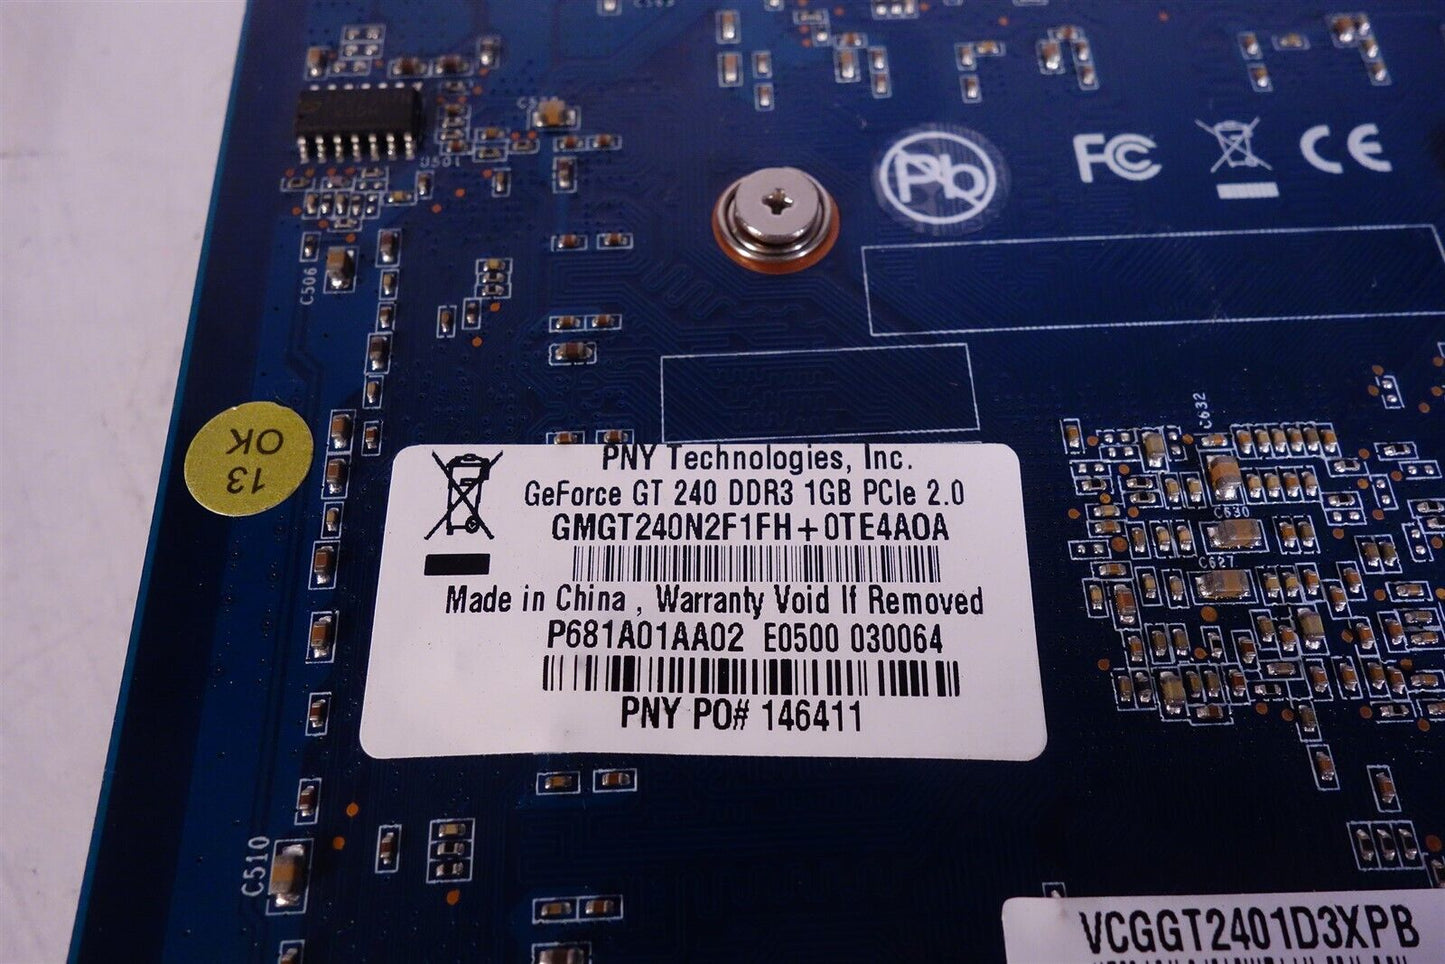 C506
U501
Pb
FC
CE
C632
C630
C627
13
OK
PNY Technologies, Inc.
GeForce GT 240 DDR3 1GB PCIe 2.0
GMGT240N2F1FH+0TE4A0A
Made in China , Warranty Void If Removed
P681A01AA02 E0500 030064
PNY PO# 146411
C510
VCGGT2401D3XPB